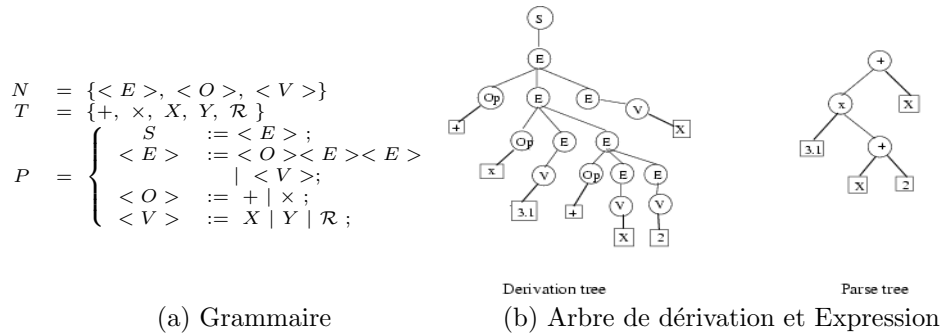 N = {< E >, < O >, < V >}
T = {+, ×, X, Y, R }
P = {
S := < E > ;
< E > := < O >< E >< E >
| < V >;
< O > := + | × ;
< V > := X | Y | R ;
S
E
Op E E
+ V
Op E E X
x V Op E E
3.1 + V V
X 2
Derivation tree
+
x X
3.1 +
X 2
Parse tree
(a) Grammaire
(b) Arbre de dérivation et Expression